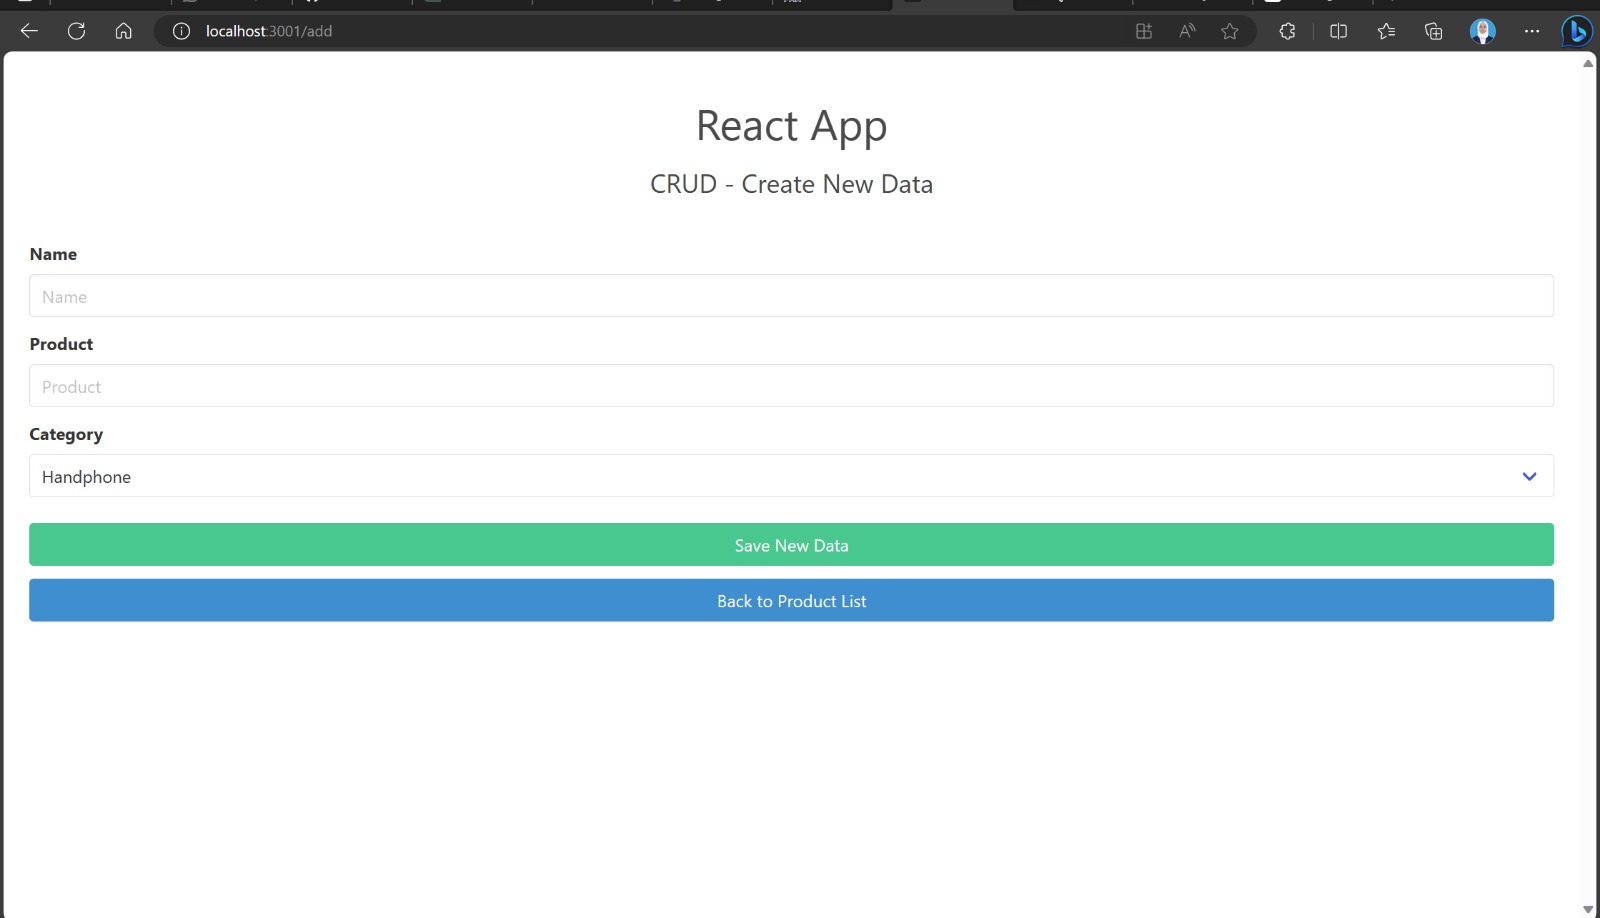 localhost:3001/add
React App
CRUD - Create New Data
Name
Name
Product
Product
Category
Handphone
Save New Data
Back to Product List